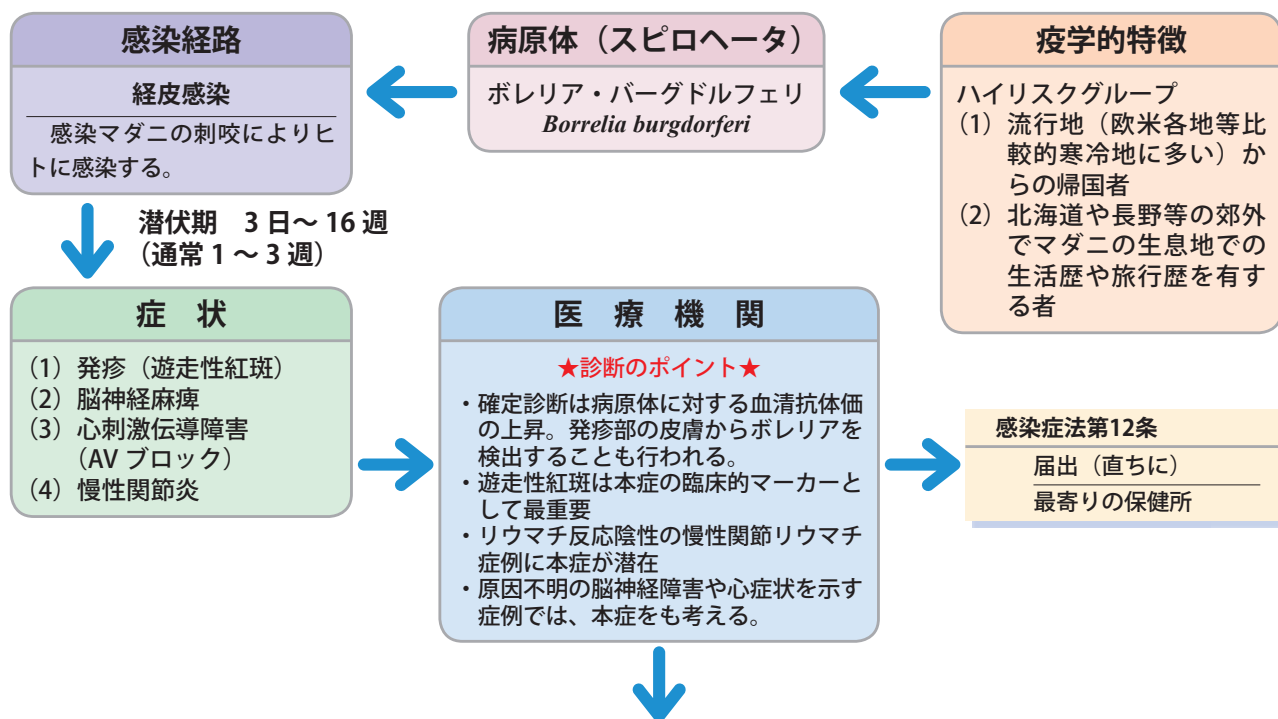 感染経路
経皮感染
感染マダニの刺咬によりヒ
トに感染する。
病原体（スピロヘータ）
ボレリア・バーグドルフェリ
Borrelia burgdorferi
疫学的特徴
ハイリスクグループ
（1）流行地（欧米各地等比
較的寒冷地に多い）か
らの帰国者
（2）北海道や長野等の郊外
でマダニの生息地での
生活歴や旅行歴を有す
る者
潜伏期　3 日～ 16 週
（通常 1 ～ 3 週）
症　状
（1）発疹（遊走性紅斑）
（2）脳神経麻痺
（3）心刺激伝導障害
（AV ブロック）
（4）慢性関節炎
医　療　機　関
★診断のポイント★
・確定診断は病原体に対する血清抗体価
の上昇。発疹部の皮膚からボレリアを
検出することも行われる。
・遊走性紅斑は本症の臨床的マーカーと
して最重要
・リウマチ反応陰性の慢性関節リウマチ
症例に本症が潜在
・原因不明の脳神経障害や心症状を示す
症例では、本症をも考える。
感染症法第12条
届出（直ちに）
最寄りの保健所